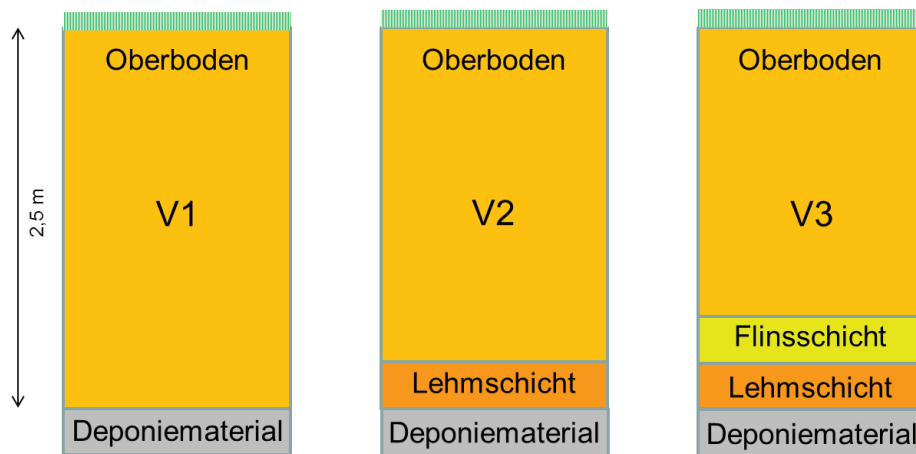 Oberboden
Oberboden
Oberboden
2,5 m
V1
V2
V3
Flinsschicht
Lehmschicht
Lehmschicht
Deponiematerial
Deponiematerial
Deponiematerial